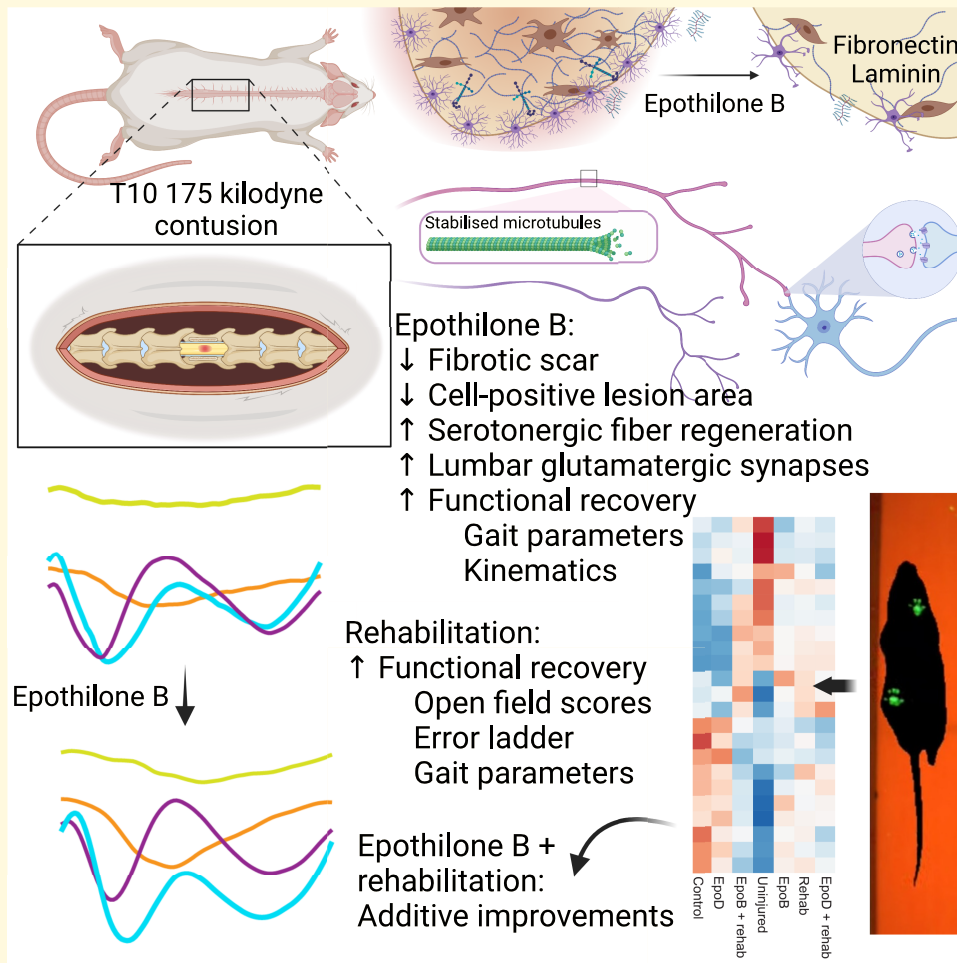 T10 175 kilodyne
contusion
Epothilone B
Fibronectin
Laminin
Stabilised microtubules
Epothilone B:
↓ Fibrotic scar
↓ Cell-positive lesion area
↑ Serotonergic fiber regeneration
↑ Lumbar glutamatergic synapses
↑ Functional recovery
Gait parameters
Kinematics
Rehabilitation:
↑ Functional recovery
Open field scores
Error ladder
Gait parameters
Epothilone B
Epothilone B +
rehabilitation:
Additive improvements
Control
EpoD
EpoB + rehab
Uninjured
EpoB
Rehab
EpoD + rehab